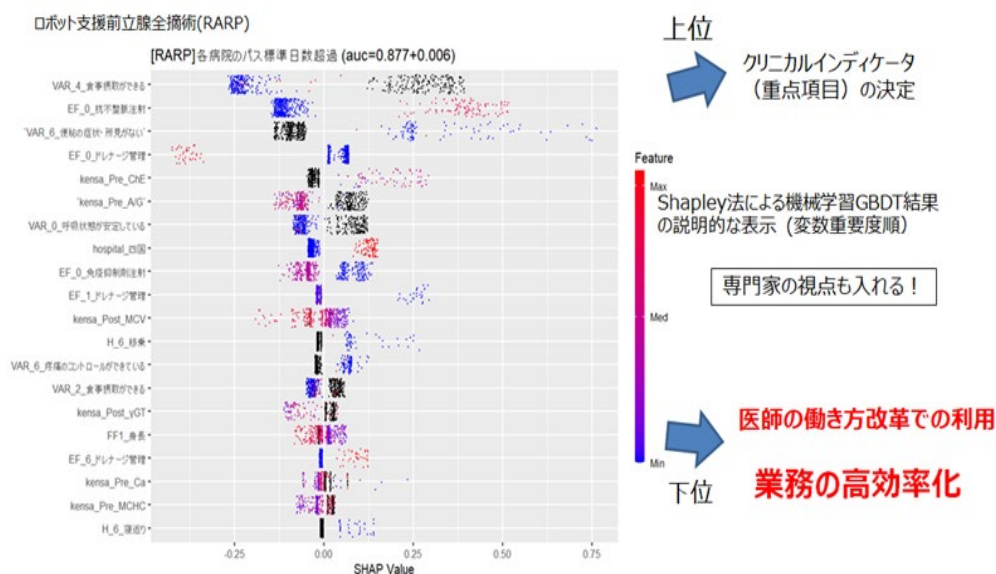 ロボット支援前立腺全摘術(RARP)
[RARP]各病院のパス標準日数超過 (auc=0.877+0.006)
VAR_4_食事摂取ができる
EF_0_抗不整脈注射
`VAR_6_便秘の症状・所見がない`
EF_0_ドレナージ管理
kensa_Pre_ChE
`kensa_Pre_A/G`
VAR_0_呼吸状態が安定している
hospital_四国
EF_0_免疫抑制剤注射
EF_1_ドレナージ管理
kensa_Post_MCV
H_6_移乗
VAR_6_疼痛のコントロールができている
VAR_2_食事摂取ができる
kensa_Post_γGT
FF1_身長
EF_6_ドレナージ管理
kensa_Pre_Ca
kensa_Pre_MCHC
H_6_寝返り
-0.25 0.00 0.25 0.50 0.75
SHAP Value
上位
クリニカルインディケータ
（重点項目）の決定
Feature
Max
Shapley法による機械学習GBDT結果
の説明的な表示 (変数重要度順）
専門家の視点も入れる！
Med
医師の働き方改革での利用
Min
下位
業務の高効率化